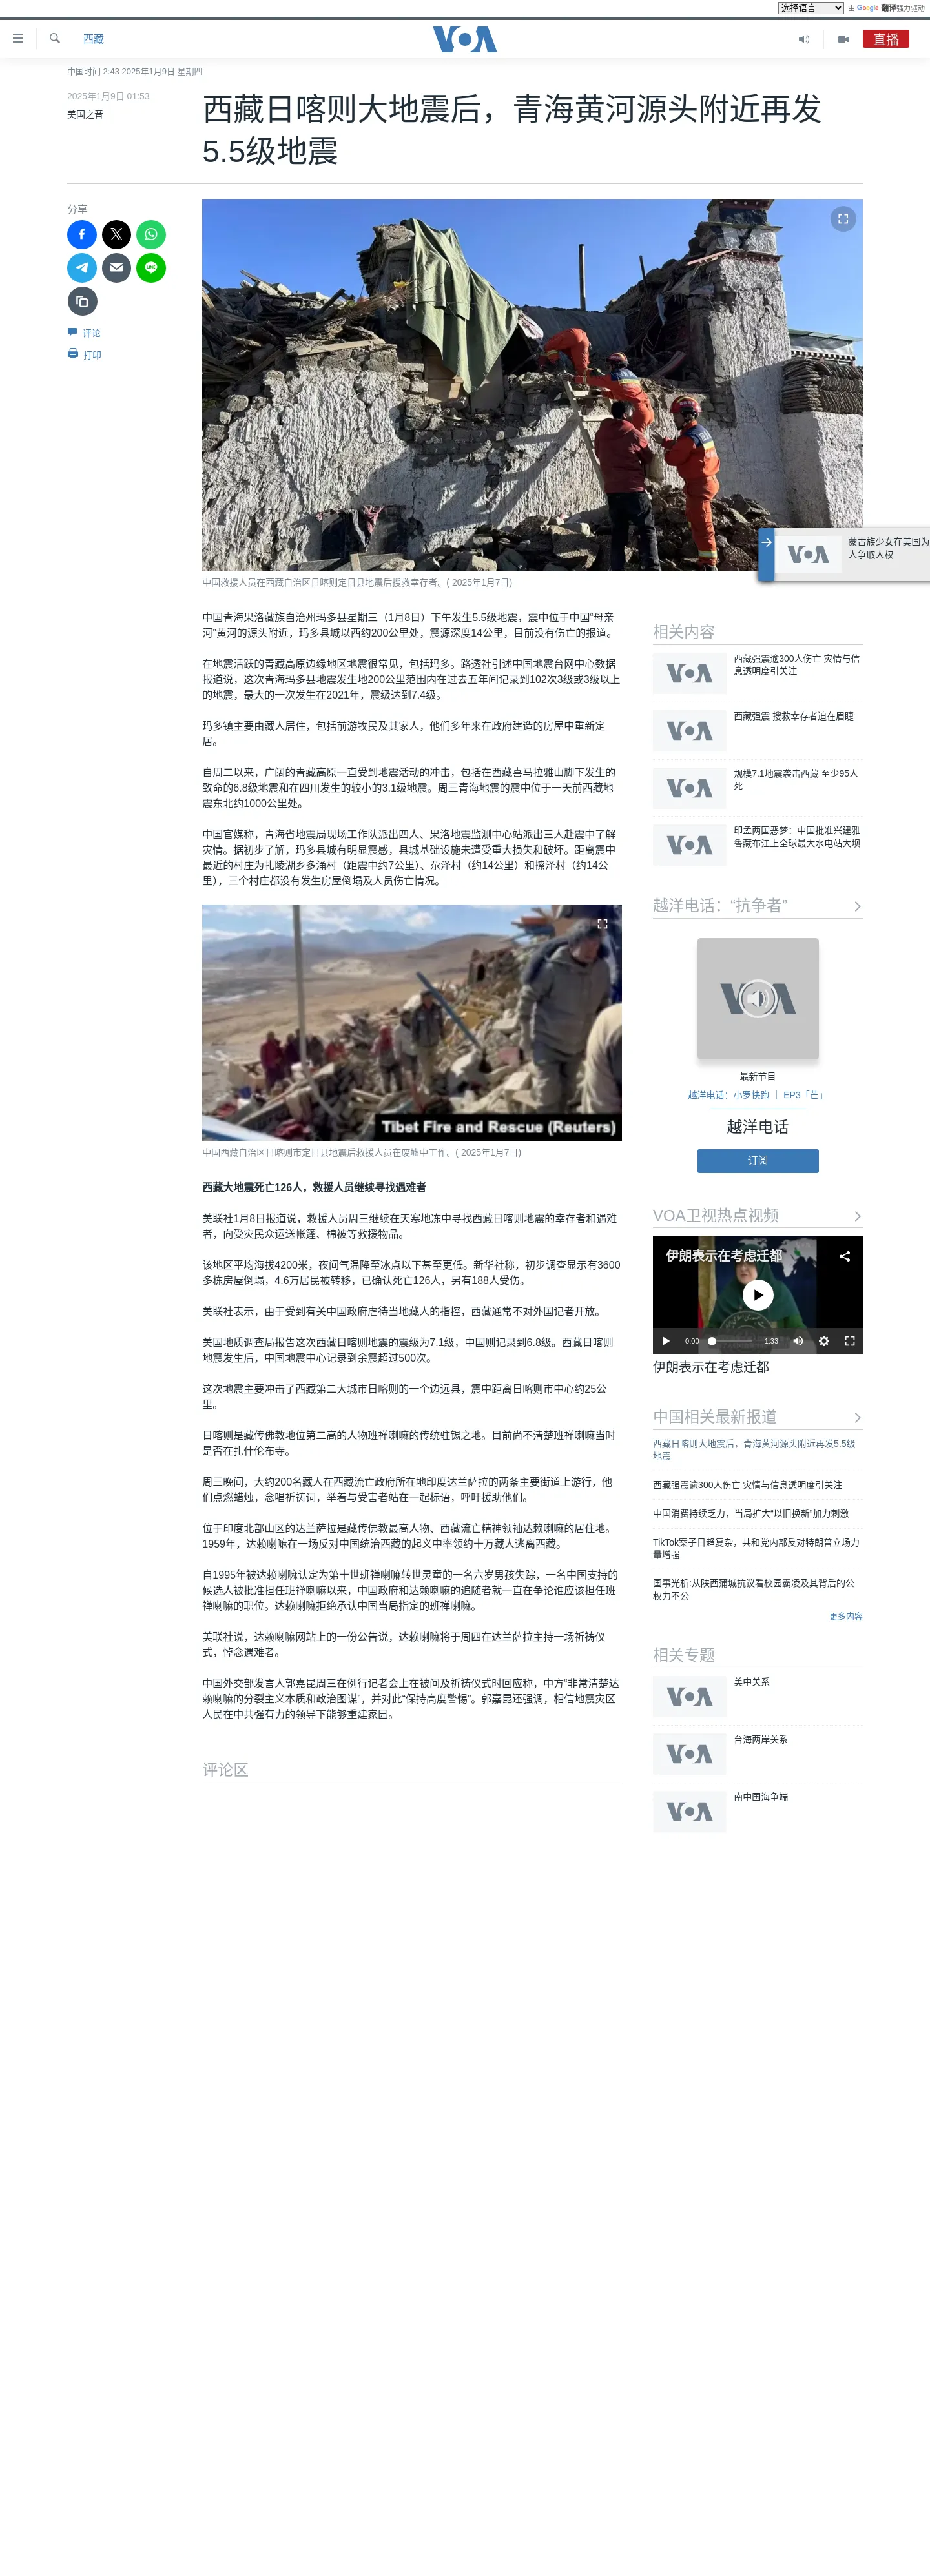 选择语言 由 Google 翻译强力驱动
西藏
VOA
直播
中国时间 2:43 2025年1月9日 星期四
2025年1月9日 01:53
美国之音
西藏日喀则大地震后，青海黄河源头附近再发
5.5级地震
分享
评论
打印
中国救援人员在西藏自治区日喀则定日县地震后搜救幸存者。( 2025年1月7日)
蒙古族少女在美国为
人争取人权
中国青海果洛藏族自治州玛多县星期三（1月8日）下午发生5.5级地震，震中位于中国“母亲
河”黄河的源头附近，玛多县城以西约200公里处，震源深度14公里，目前没有伤亡的报道。
在地震活跃的青藏高原边缘地区地震很常见，包括玛多。路透社引述中国地震台网中心数据
报道说，这次青海玛多县地震发生地200公里范围内在过去五年间记录到102次3级或3级以上
的地震，最大的一次发生在2021年，震级达到7.4级。
玛多镇主要由藏人居住，包括前游牧民及其家人，他们多年来在政府建造的房屋中重新定
居。
自周二以来，广阔的青藏高原一直受到地震活动的冲击，包括在西藏喜马拉雅山脚下发生的
致命的6.8级地震和在四川发生的较小的3.1级地震。周三青海地震的震中位于一天前西藏地
震东北约1000公里处。
中国官媒称，青海省地震局现场工作队派出四人、果洛地震监测中心站派出三人赴震中了解
灾情。据初步了解，玛多县城有明显震感，县城基础设施未遭受重大损失和破坏。距离震中
最近的村庄为扎陵湖乡多涌村（距震中约7公里）、尕泽村（约14公里）和擦泽村（约14公
里），三个村庄都没有发生房屋倒塌及人员伤亡情况。
Tibet Fire and Rescue (Reuters)
中国西藏自治区日喀则市定日县地震后救援人员在废墟中工作。( 2025年1月7日)
西藏大地震死亡126人，救援人员继续寻找遇难者
美联社1月8日报道说，救援人员周三继续在天寒地冻中寻找西藏日喀则地震的幸存者和遇难
者，向受灾民众运送帐篷、棉被等救援物品。
该地区平均海拔4200米，夜间气温降至冰点以下甚至更低。新华社称，初步调查显示有3600
多栋房屋倒塌，4.6万居民被转移，已确认死亡126人，另有188人受伤。
美联社表示，由于受到有关中国政府虐待当地藏人的指控，西藏通常不对外国记者开放。
美国地质调查局报告这次西藏日喀则地震的震级为7.1级，中国则记录到6.8级。西藏日喀则
地震发生后，中国地震中心记录到余震超过500次。
这次地震主要冲击了西藏第二大城市日喀则的一个边远县，震中距离日喀则市中心约25公
里。
日喀则是藏传佛教地位第二高的人物班禅喇嘛的传统驻锡之地。目前尚不清楚班禅喇嘛当时
是否在扎什伦布寺。
周三晚间，大约200名藏人在西藏流亡政府所在地印度达兰萨拉的两条主要街道上游行，他
们点燃蜡烛，念唱祈祷词，举着与受害者站在一起标语，呼吁援助他们。
位于印度北部山区的达兰萨拉是藏传佛教最高人物、西藏流亡精神领袖达赖喇嘛的居住地。
1959年，达赖喇嘛在一场反对中国统治西藏的起义中率领约十万藏人逃离西藏。
自1995年被达赖喇嘛认定为第十世班禅喇嘛转世灵童的一名六岁男孩失踪，一名中国支持的
候选人被批准担任班禅喇嘛以来，中国政府和达赖喇嘛的追随者就一直在争论谁应该担任班
禅喇嘛的职位。达赖喇嘛拒绝承认中国当局指定的班禅喇嘛。
美联社说，达赖喇嘛网站上的一份公告说，达赖喇嘛将于周四在达兰萨拉主持一场祈祷仪
式，悼念遇难者。
中国外交部发言人郭嘉昆周三在例行记者会上在被问及祈祷仪式时回应称，中方“非常清楚达
赖喇嘛的分裂主义本质和政治图谋”，并对此“保持高度警惕”。郭嘉昆还强调，相信地震灾区
人民在中共强有力的领导下能够重建家园。
评论区
相关内容
西藏强震逾300人伤亡 灾情与信
息透明度引关注
西藏强震 搜救幸存者迫在眉睫
规模7.1地震袭击西藏 至少95人
死
印孟两国恶梦：中国批准兴建雅
鲁藏布江上全球最大水电站大坝
越洋电话：“抗争者”
最新节目
越洋电话：小罗快跑 ｜ EP3「芒」
越洋电话
订阅
VOA卫视热点视频
伊朗表示在考虑迁都
0:00 1:33
伊朗表示在考虑迁都
中国相关最新报道
西藏日喀则大地震后，青海黄河源头附近再发5.5级
地震
西藏强震逾300人伤亡 灾情与信息透明度引关注
中国消费持续乏力，当局扩大“以旧换新”加力刺激
TikTok案子日趋复杂，共和党内部反对特朗普立场力
量增强
国事光析:从陕西蒲城抗议看校园霸凌及其背后的公
权力不公
更多内容
相关专题
美中关系
台海两岸关系
南中国海争端